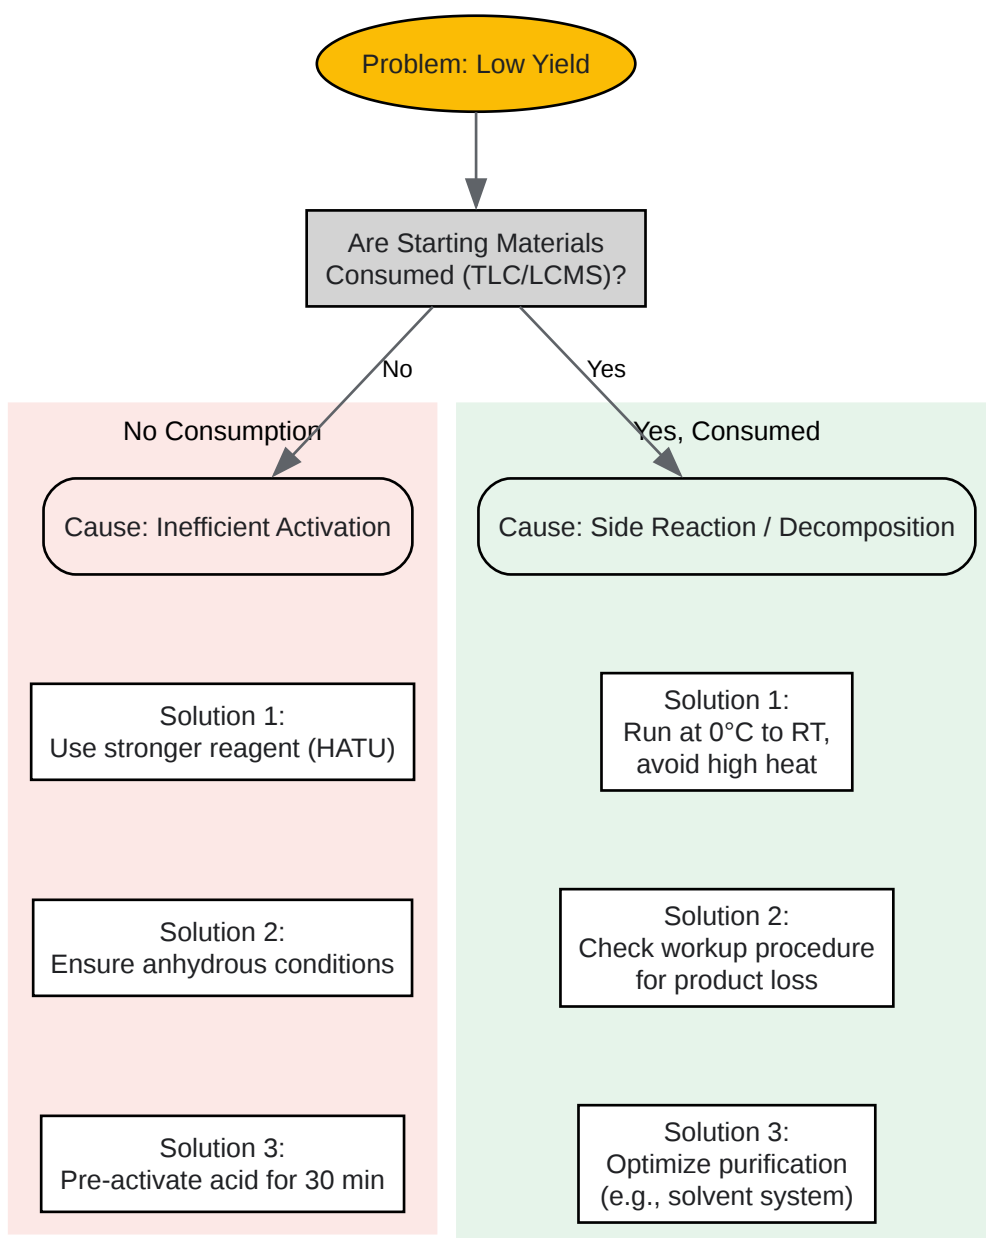 Problem: Low Yield
Are Starting Materials
Consumed (TLC/LCMS)?
No
Yes
No Consumption
Cause: Inefficient Activation
Solution 1:
Use stronger reagent (HATU)
Solution 2:
Ensure anhydrous conditions
Solution 3:
Pre-activate acid for 30 min
Yes, Consumed
Cause: Side Reaction / Decomposition
Solution 1:
Run at 0°C to RT,
avoid high heat
Solution 2:
Check workup procedure
for product loss
Solution 3:
Optimize purification
(e.g., solvent system)